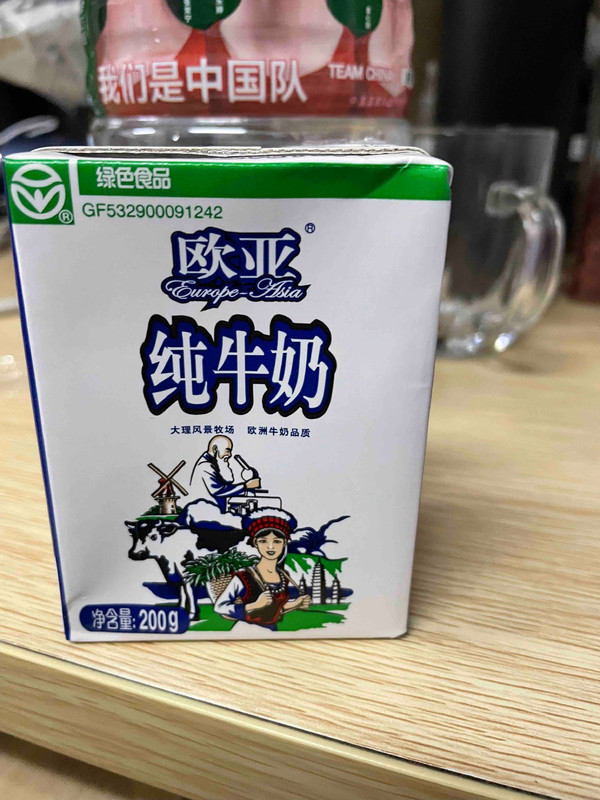 我们是中国队 TEAM CHINA
绿色食品
GF532900091242
欧亚
Europe-Asia
纯牛奶
大理风景牧场 欧洲牛奶品质
净含量: 200g